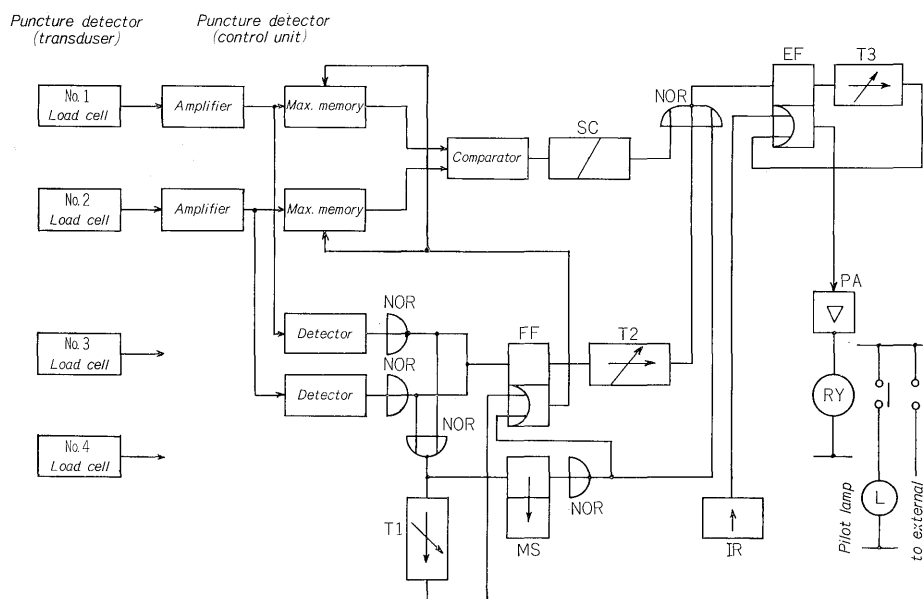 Puncture detector
(transduser)
Puncture detector
(control unit)
No.1
Load cell
Amplifier
Max. memory
Comparator
SC
NOR
EF
T3
No.2
Load cell
Amplifier
Max. memory
PA
No.3
Load cell
Detector
NOR
FF
T2
RY
Detector
NOR
No.4
Load cell
NOR
T1
MS
NOR
IR
Pilot lamp
L
to external